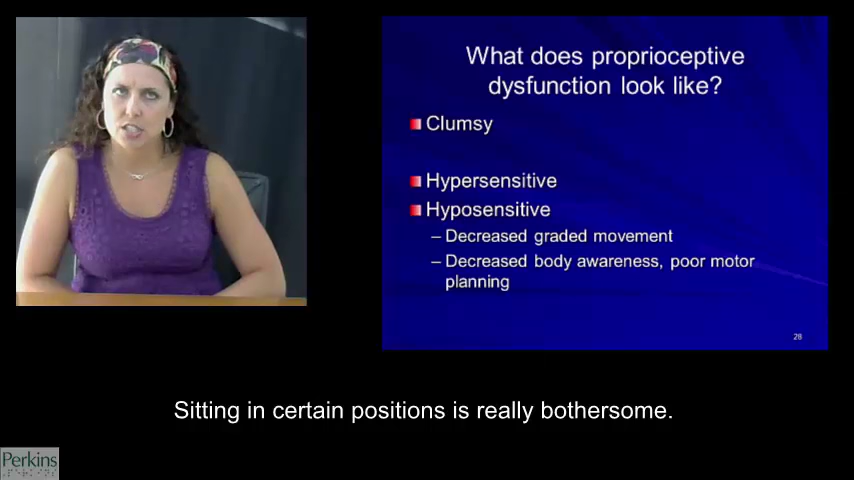 What does proprioceptive
dysfunction look like?
Clumsy
Hypersensitive
Hyposensitive
– Decreased graded movement
– Decreased body awareness, poor motor
planning
28
Sitting in certain positions is really bothersome.
Perkins